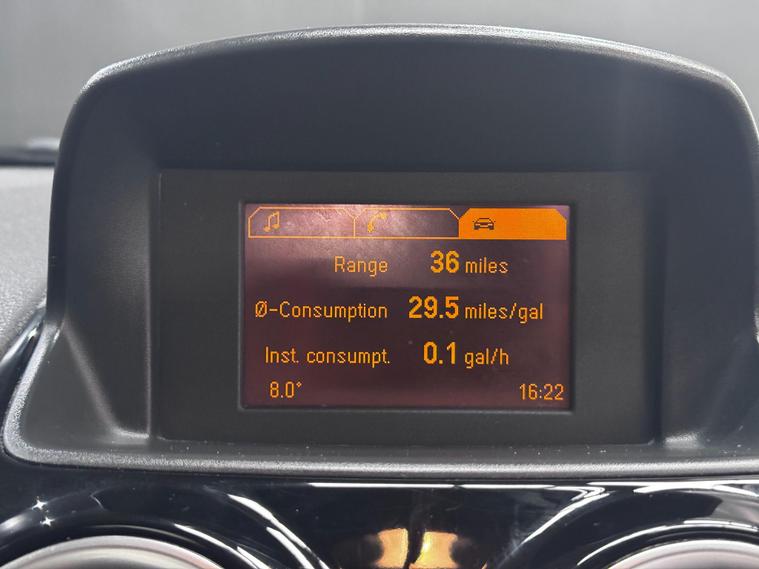 Range 36 miles
Ø-Consumption 29.5 miles/gal
Inst. consumpt. 0.1 gal/h
8.0° 16:22